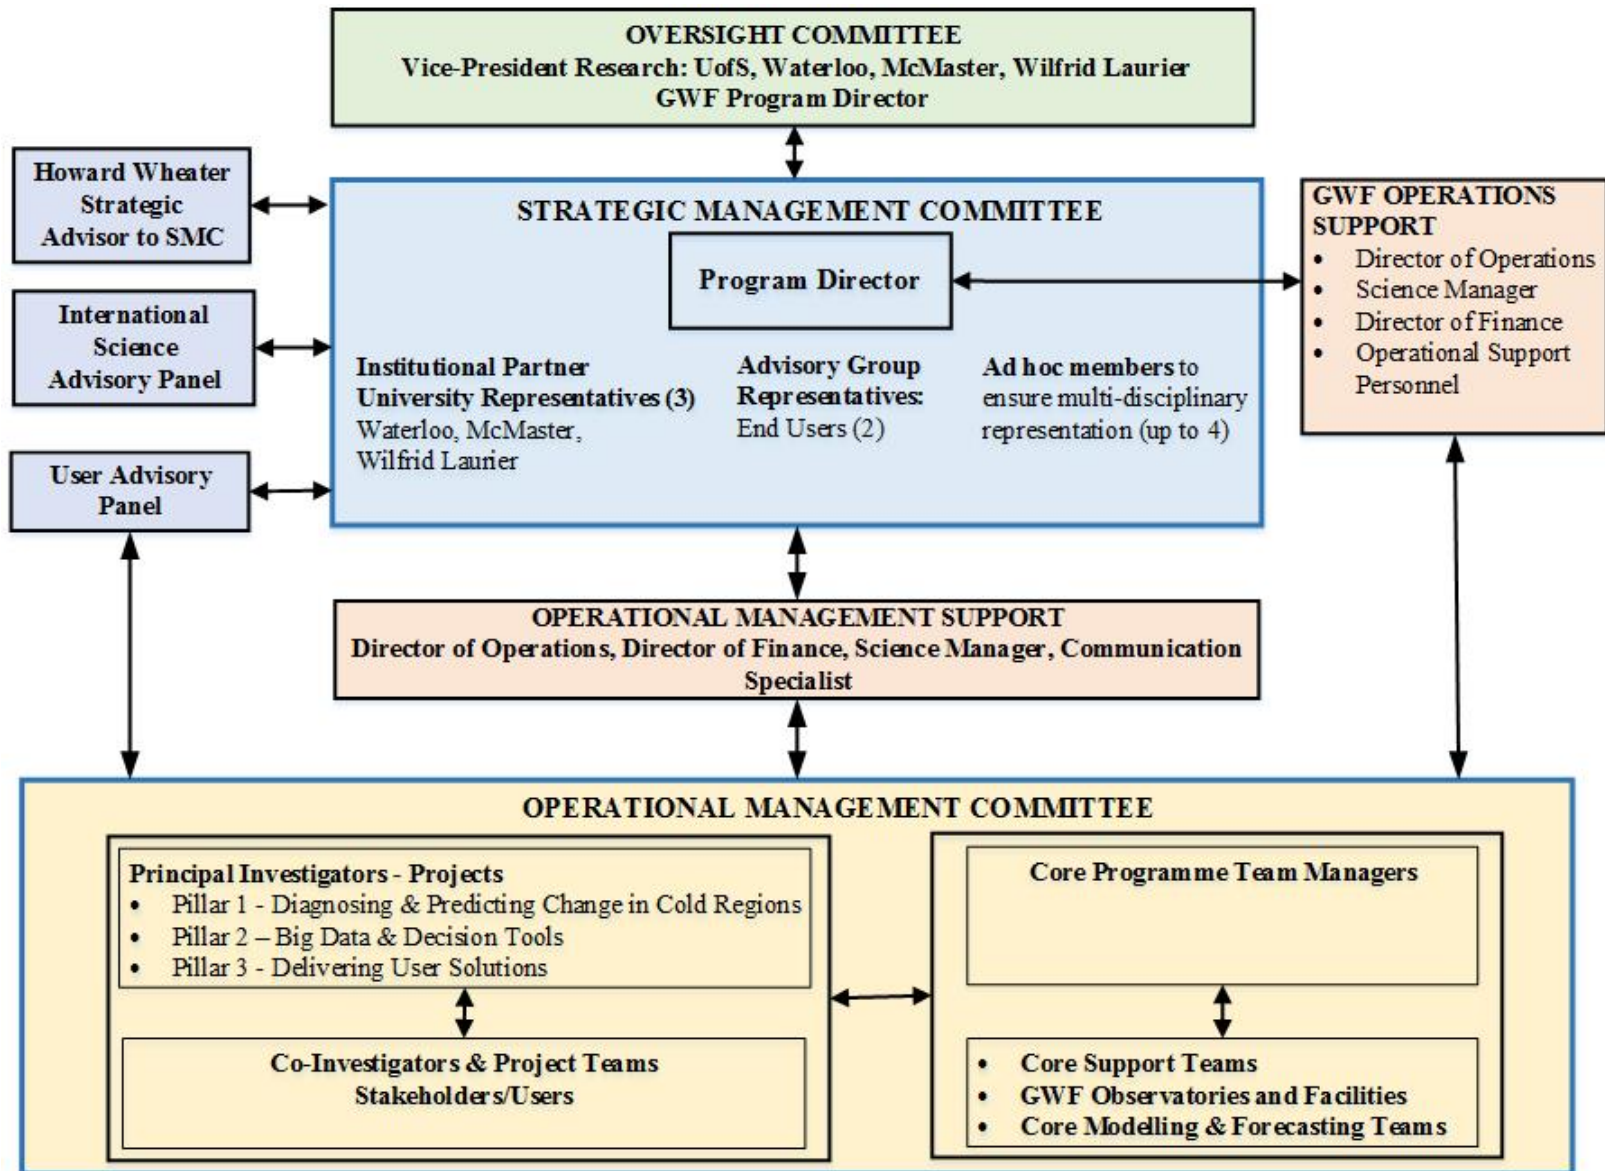 OVERSIGHT COMMITTEE
Vice-President Research: UofS, Waterloo, McMaster, Wilfrid Laurier
GWF Program Director
Howard Wheater
Strategic
Advisor to SMC
International
Science
Advisory Panel
User Advisory
Panel
STRATEGIC MANAGEMENT COMMITTEE
Program Director
Institutional Partner
University Representatives (3)
Waterloo, McMaster,
Wilfrid Laurier
Advisory Group
Representatives:
End Users (2)
Ad hoc members to
ensure multi-disciplinary
representation (up to 4)
GWF OPERATIONS
SUPPORT
• Director of Operations
• Science Manager
• Director of Finance
• Operational Support
Personnel
OPERATIONAL MANAGEMENT SUPPORT
Director of Operations, Director of Finance, Science Manager, Communication
Specialist
OPERATIONAL MANAGEMENT COMMITTEE
Principal Investigators - Projects
• Pillar 1 - Diagnosing & Predicting Change in Cold Regions
• Pillar 2 – Big Data & Decision Tools
• Pillar 3 - Delivering User Solutions
Co-Investigators & Project Teams
Stakeholders/Users
Core Programme Team Managers
• Core Support Teams
• GWF Observatories and Facilities
• Core Modelling & Forecasting Teams